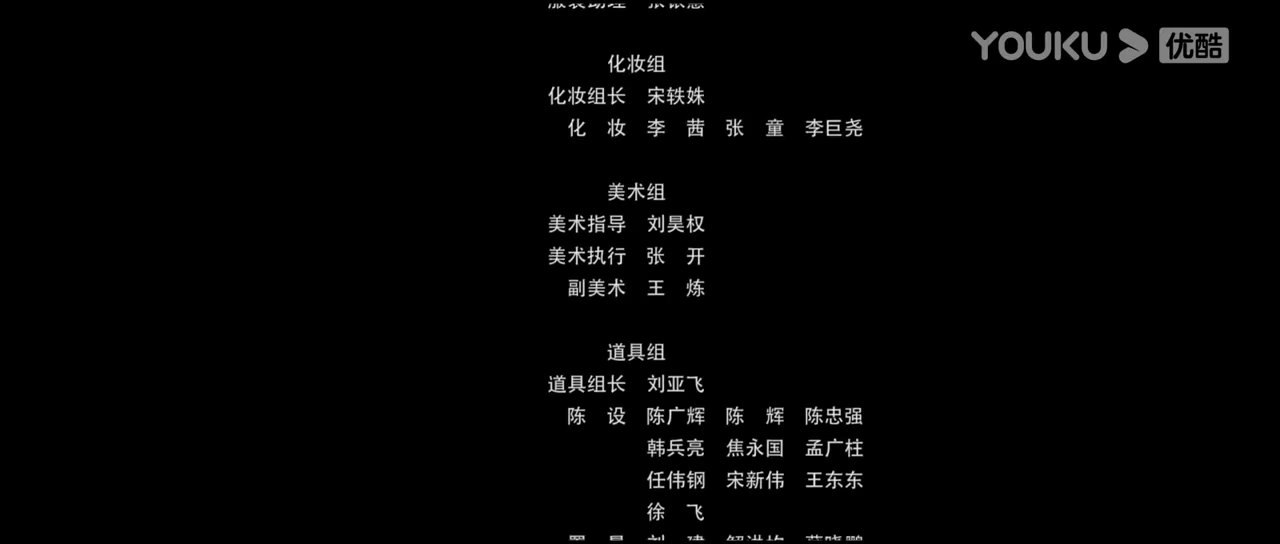 YOUKU 优酷
化妆组
化妆组长 宋轶姝
化 妆 李 茜 张 童 李巨尧
美术组
美术指导 刘昊权
美术执行 张 开
副美术 王 炼
道具组
道具组长 刘亚飞
陈 设 陈广辉 陈 辉 陈忠强
韩兵亮 焦永国 孟广柱
任伟钢 宋新伟 王东东
徐 飞